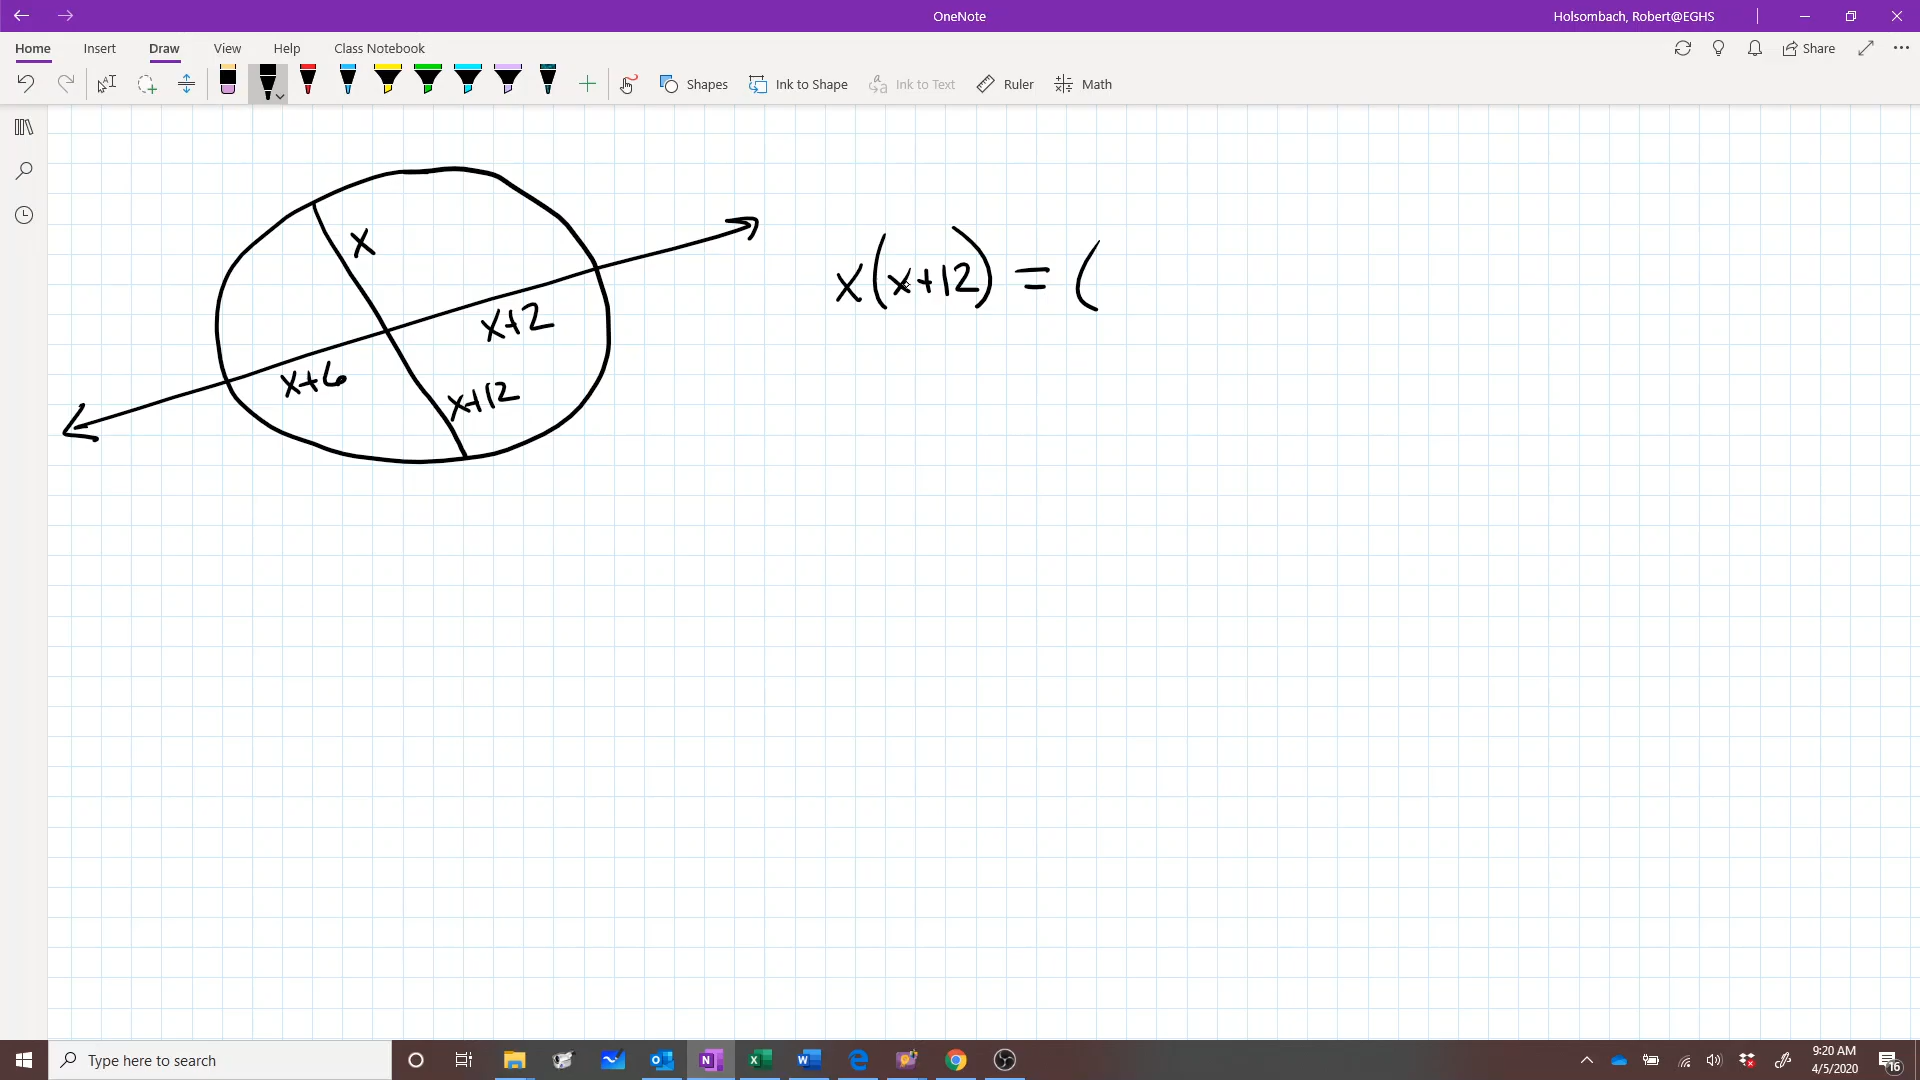 OneNote
Holsombach, Robert@EGHS
Home Insert Draw View Help Class Notebook
Share
Shapes Ink to Shape Ink to Text Ruler Math
x
x+2
x+6
x+12
x(x+12) = (
Type here to search
9:20 AM
4/5/2020
16